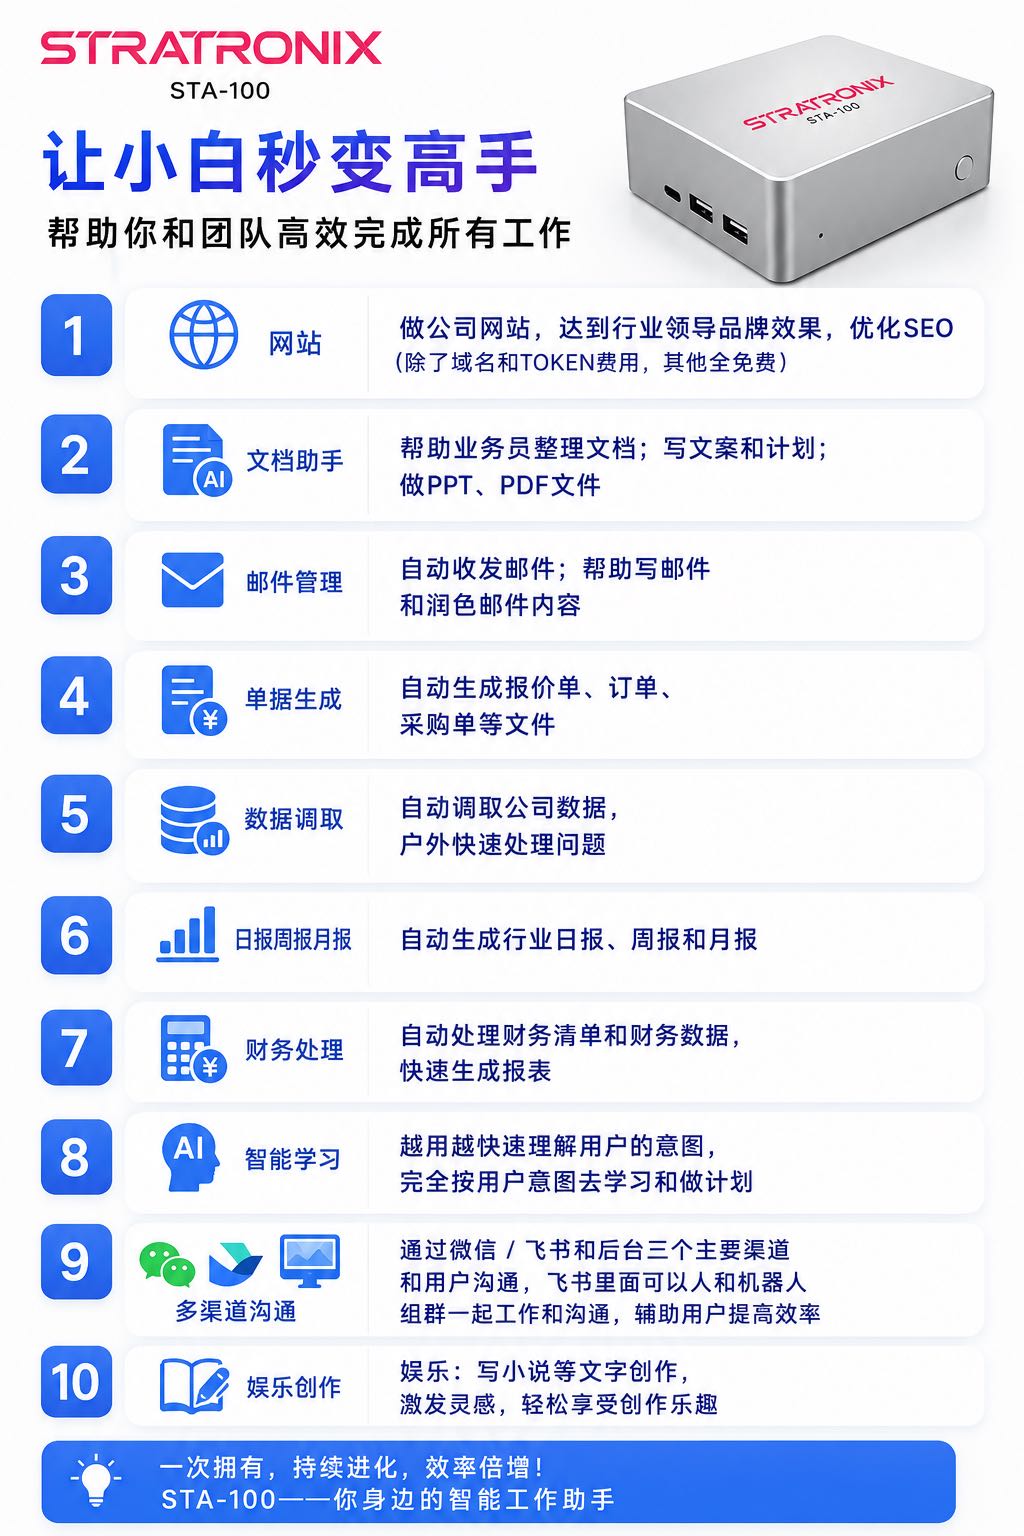 STRATRONIX
STA-100
STRATRONIX
STA-100
让小白秒变高手
帮助你和团队高效完成所有工作
1
网站
做公司网站，达到行业领导品牌效果，优化SEO
（除了域名和TOKEN费用，其他全免费）
2
AI
文档助手
帮助业务员整理文档；写文案和计划；
做PPT、PDF文件
3
邮件管理
自动收发邮件；帮助写邮件
和润色邮件内容
4
¥
单据生成
自动生成报价单、订单、
采购单等文件
5
数据调取
自动调取公司数据，
户外快速处理问题
6
日报周报月报
自动生成行业日报、周报和月报
7
¥
财务处理
自动处理财务清单和财务数据，
快速生成报表
8
AI
智能学习
越用越快速理解用户的意图，
完全按用户意图去学习和做计划
9
多渠道沟通
通过微信 / 飞书和后台三个主要渠道
和用户沟通，飞书里面可以人和机器人
组群一起工作和沟通，辅助用户提高效率
10
娱乐创作
娱乐：写小说等文字创作，
激发灵感，轻松享受创作乐趣
一次拥有，持续进化，效率倍增！
STA-100——你身边的智能工作助手